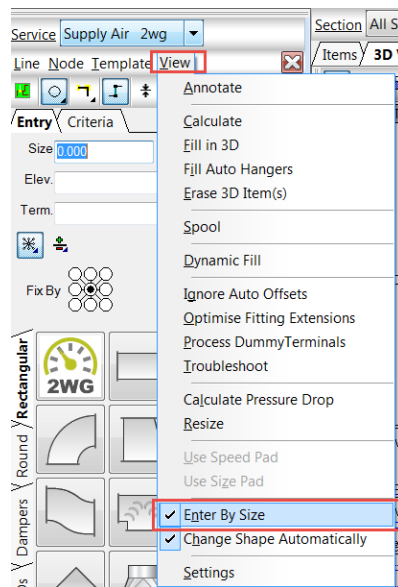 Service Supply Air 2wg
Section All S
Line Node Template View
Items 3D
Entry Criteria
Size 0.000
Elev.
Term.
Fix By
2WG
Rectangular
Round
Dampers
Annotate
Calculate
Fill in 3D
Fill Auto Hangers
Erase 3D Item(s)
Spool
Dynamic Fill
Ignore Auto Offsets
Optimise Fitting Extensions
Process DummyTerminals
Troubleshoot
Calculate Pressure Drop
Resize
Use Speed Pad
Use Size Pad
Enter By Size
Change Shape Automatically
Settings